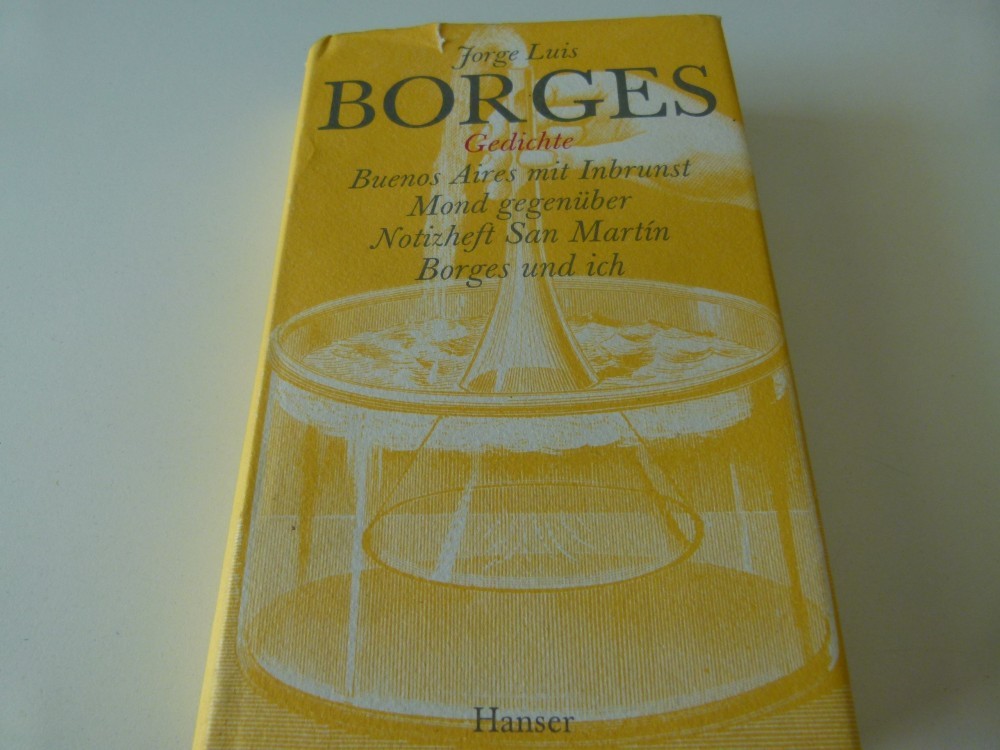 Jorge Luis
BORGES
Gedichte
Buenos Aires mit Inbrunst
Mond gegenüber
Notizheft San Martín
Borges und ich
Hanser